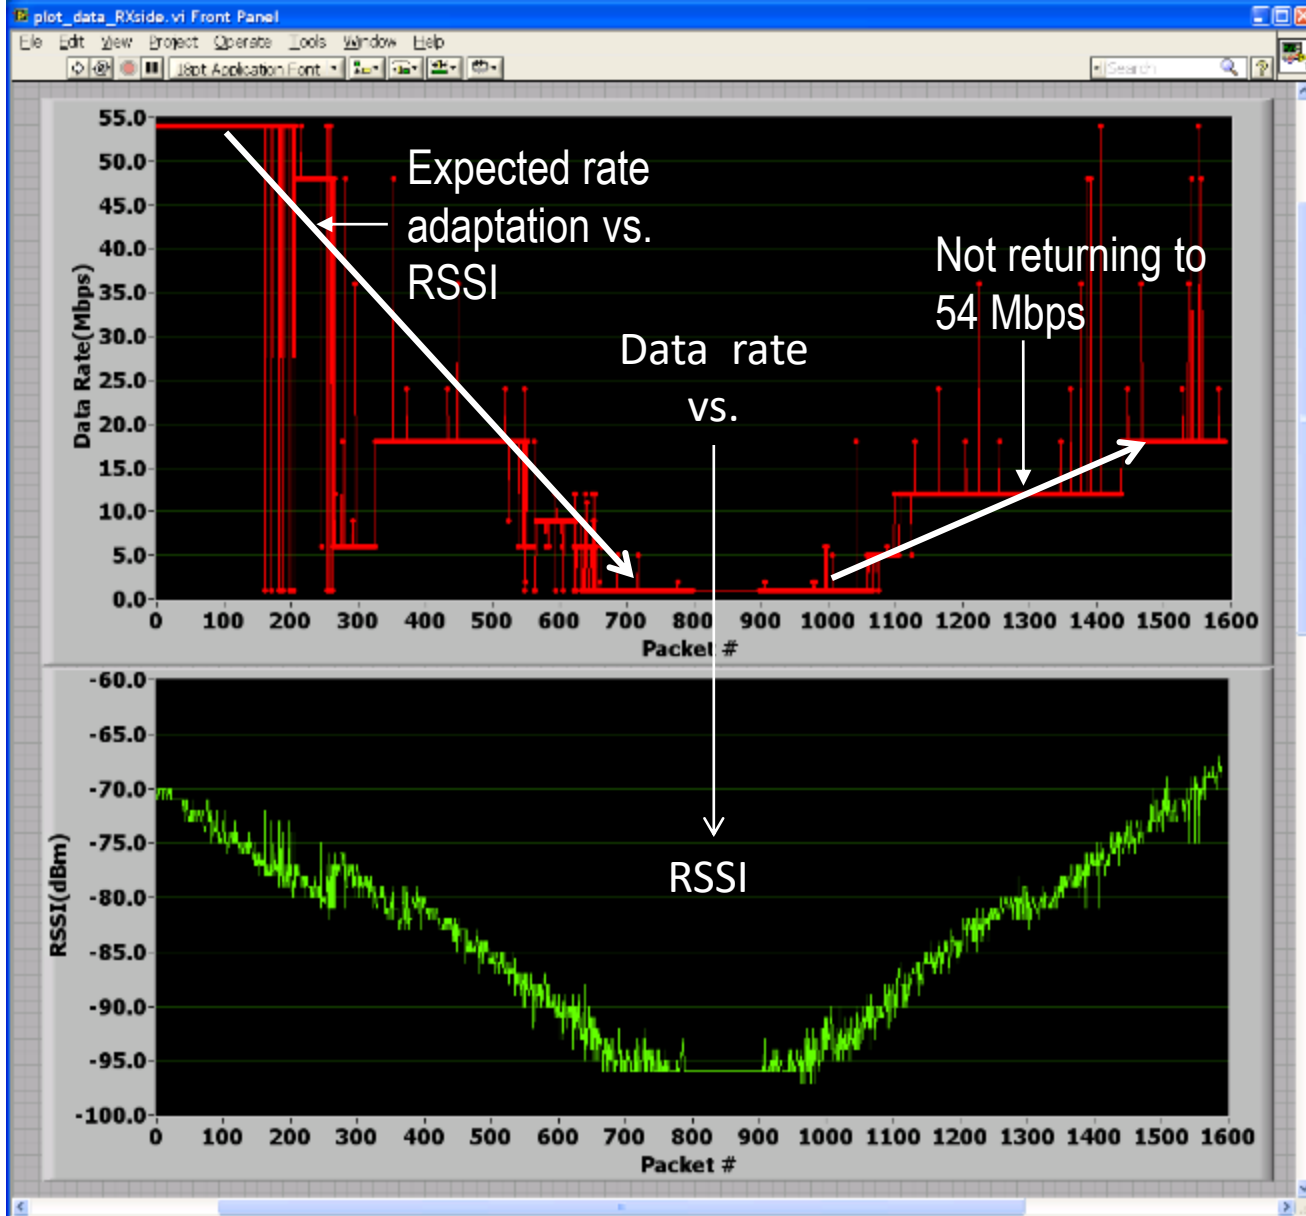 plot_data_RXside.vi Front Panel
File Edit View Project Operate Tools Window Help
18pt Application Font
Search
?
55.0
50.0
45.0
40.0
35.0
30.0
25.0
20.0
15.0
10.0
5.0
0.0
Data Rate(Mbps)
Expected rate
adaptation vs.
RSSI
Not returning to
54 Mbps
Data rate
vs.
0 100 200 300 400 500 600 700 800 900 1000 1100 1200 1300 1400 1500 1600
Packet #
-60.0
-65.0
-70.0
-75.0
-80.0
-85.0
-90.0
-95.0
-100.0
RSSI(dBm)
RSSI
0 100 200 300 400 500 600 700 800 900 1000 1100 1200 1300 1400 1500 1600
Packet #